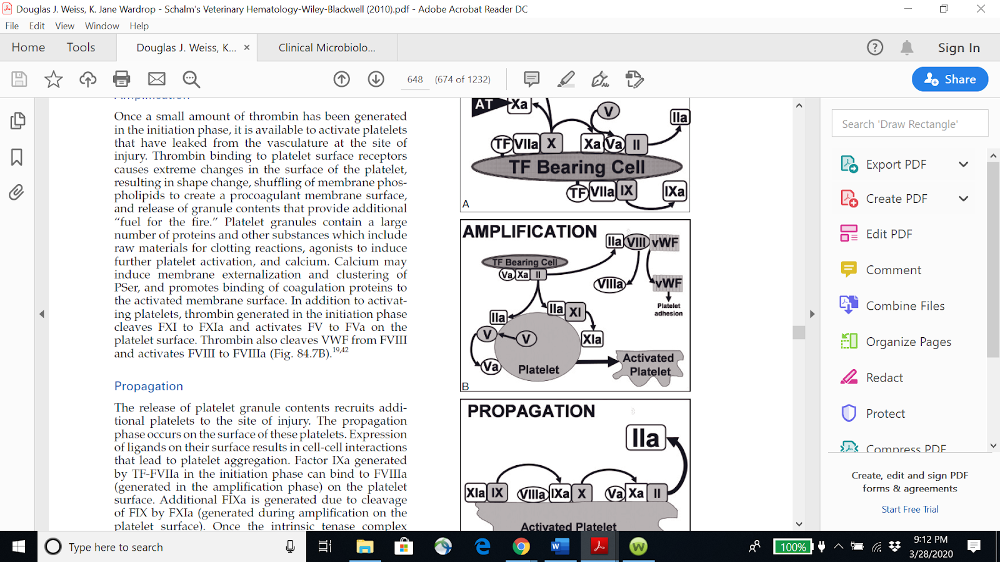 Douglas J. Weiss, K. Jane Wardrop - Schalm's Veterinary Hematology-Wiley-Blackwell (2010).pdf - Adobe Acrobat Reader DC
File Edit View Window Help
Home Tools Douglas J. Weiss, K... × Clinical Microbiolo... Sign In
648 (674 of 1232) Share
Amplification
Once a small amount of thrombin has been generated
in the initiation phase, it is available to activate platelets
that have leaked from the vasculature at the site of
injury. Thrombin binding to platelet surface receptors
causes extreme changes in the surface of the platelet,
resulting in shape change, shuffling of membrane phos-
pholipids to create a procoagulant membrane surface,
and release of granule contents that provide additional
“fuel for the fire.” Platelet granules contain a large
number of proteins and other substances which include
raw materials for clotting reactions, agonists to induce
further platelet activation, and calcium. Calcium may
induce membrane externalization and clustering of
PSer, and promotes binding of coagulation proteins to
the activated membrane surface. In addition to activat-
ing platelets, thrombin generated in the initiation phase
cleaves FXI to FXIa and activates FV to FVa on the
platelet surface. Thrombin also cleaves VWF from FVIII
and activates FVIII to FVIIIa (Fig. 84.7B).19,42
Propagation
The release of platelet granule contents recruits addi-
tional platelets to the site of injury. The propagation
phase occurs on the surface of these platelets. Expression
of ligands on their surface results in cell-cell interactions
that lead to platelet aggregation. Factor IXa generated
by TF-FVIIa in the initiation phase can bind to FVIIIa
(generated in the amplification phase) on the platelet
surface. Additional FIXa is generated due to cleavage
of FIX by FXIa (generated during amplification on the
platelet surface). Once the intrinsic tenase complex
AT Xa V IIa
TF VIIa X Xa Va II
TF Bearing Cell
TF VIIa IX IXa
A
AMPLIFICATION
IIa VIII vWF
TF Bearing Cell
Va Xa II
VIIIa vWF
Platelet
adhesion
IIa IIa XI
V V XIa
Va Platelet
Activated
Platelet
B
PROPAGATION
IIa
XIa IX VIIIa IXa X Va Xa II
Activated Platelet
Search 'Draw Rectangle'
Export PDF
Create PDF
Edit PDF
Comment
Combine Files
Organize Pages
Redact
Protect
Compress PDF
Create, edit and sign PDF
forms & agreements
Start Free Trial
Type here to search
100%
9:12 PM
3/28/2020